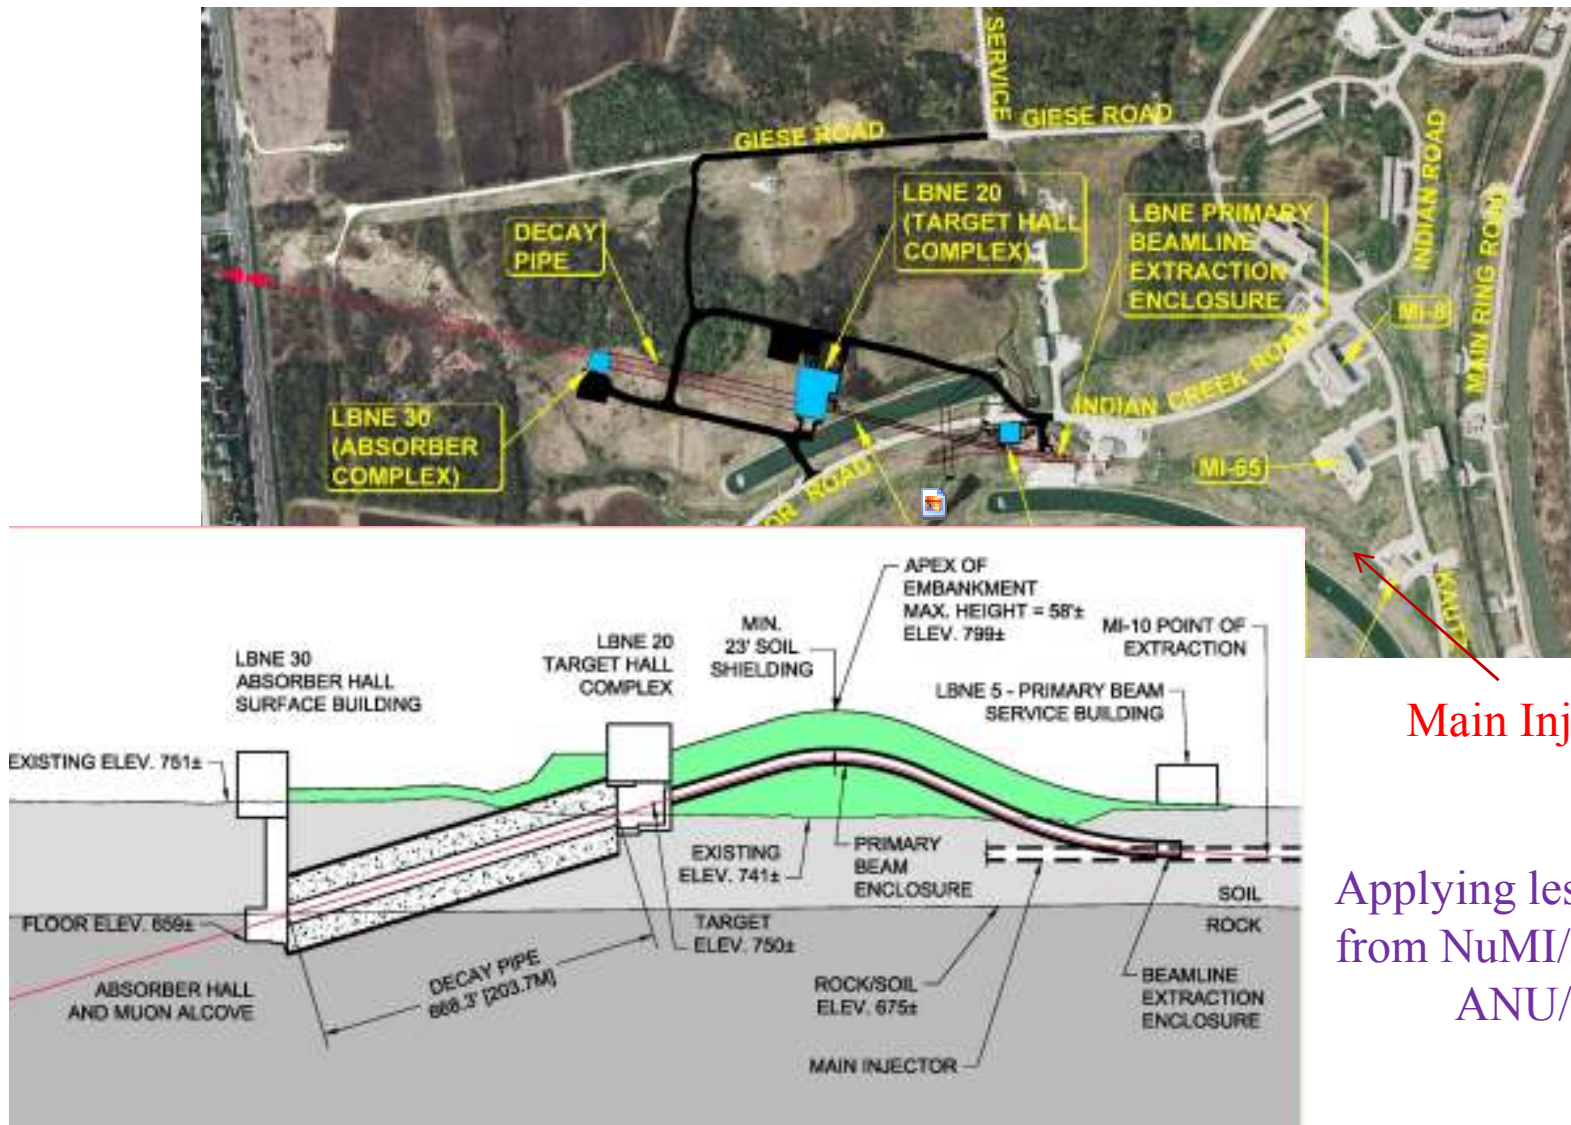 SERVICE
GIESE ROAD
GIESE ROAD
INDIAN ROAD
MAIN RING ROAD
DECAY
PIPE
LBNE 20
(TARGET HALL
COMPLEX)
LBNE PRIMARY
BEAMLINE
EXTRACTION
ENCLOSURE
MI-8
INDIAN CREEK ROAD
LBNE 30
(ABSORBER
COMPLEX)
MI-65
ROAD
KAUT
APEX OF
EMBANKMENT
MAX. HEIGHT = 58'±
ELEV. 799±
MIN.
23' SOIL
SHIELDING
MI-10 POINT OF
EXTRACTION
LBNE 20
TARGET HALL
COMPLEX
LBNE 30
ABSORBER HALL
SURFACE BUILDING
LBNE 5 - PRIMARY BEAM
SERVICE BUILDING
Main Inj
EXISTING ELEV. 751±
EXISTING
ELEV. 741±
PRIMARY
BEAM
ENCLOSURE
SOIL
ROCK
Applying les
from NuMI/
ANU/
FLOOR ELEV. 659±
TARGET
ELEV. 750±
DECAY PIPE
668.3' [203.7M]
ABSORBER HALL
AND MUON ALCOVE
ROCK/SOIL
ELEV. 675±
BEAMLINE
EXTRACTION
ENCLOSURE
MAIN INJECTOR